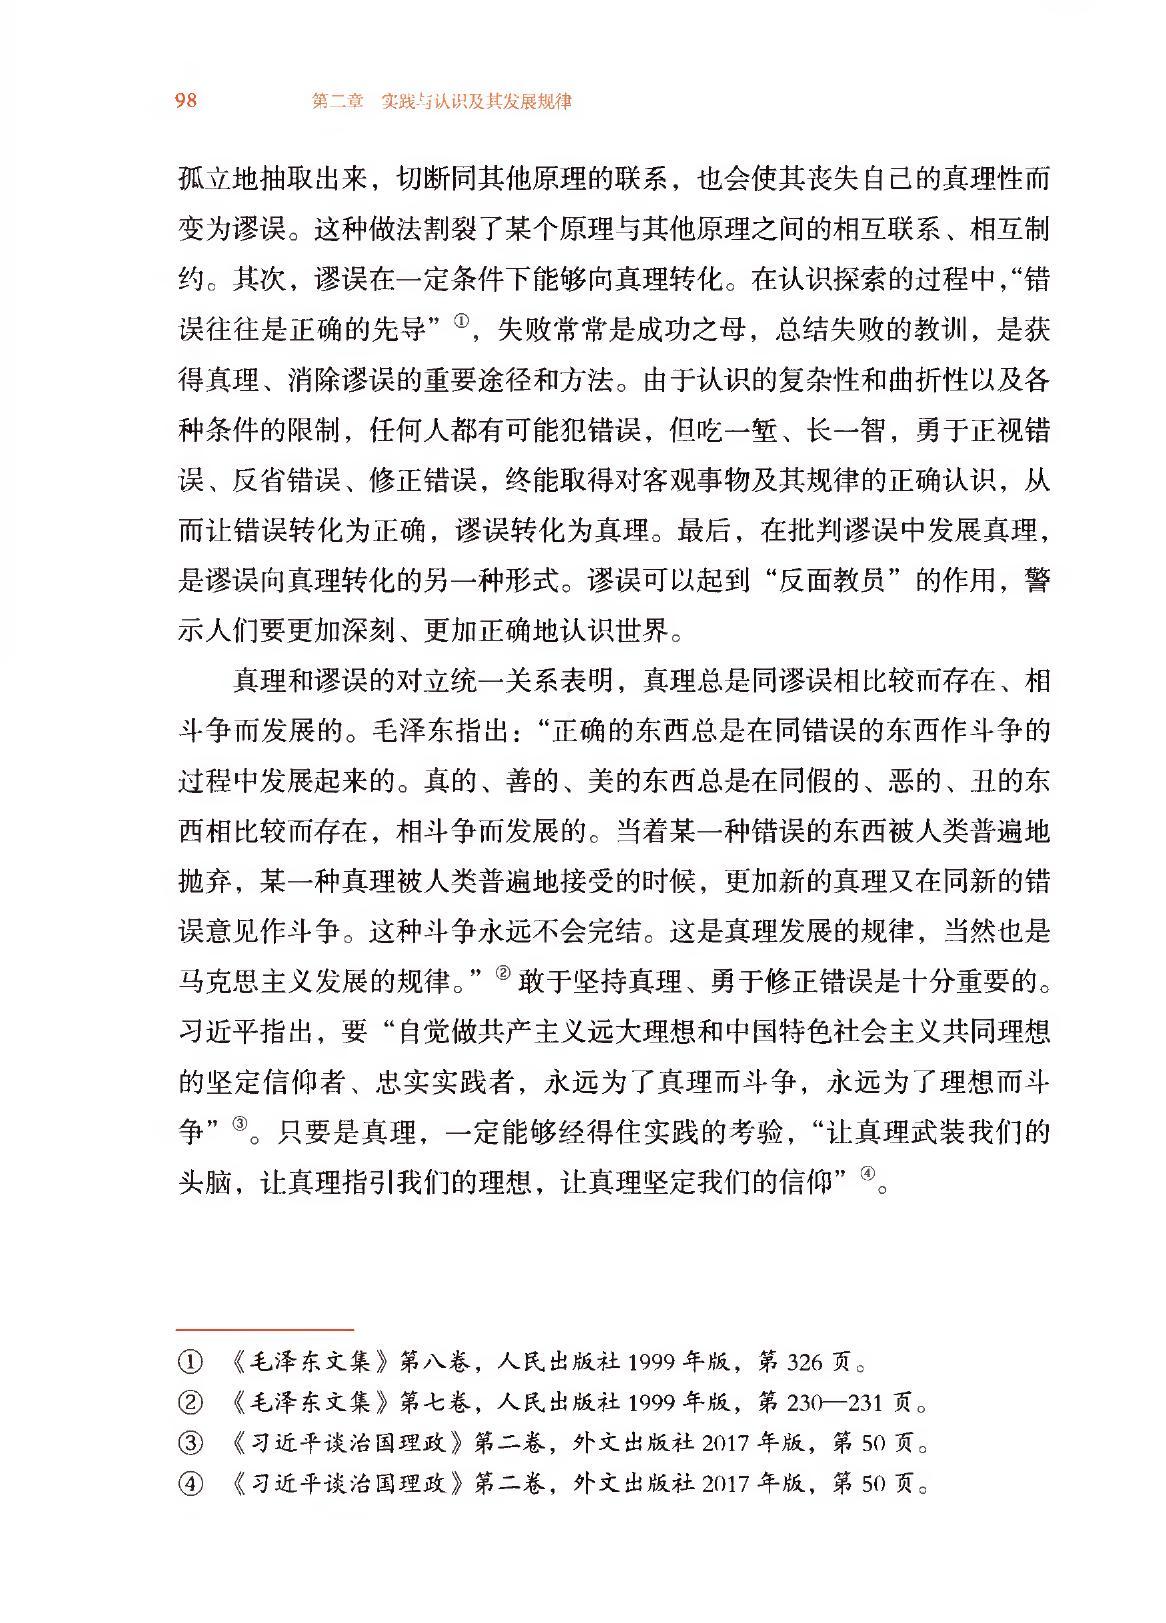 98 第二章 实践与认识及其发展规律
孤立地抽取出来，切断同其他原理的联系，也会使其丧失自己的真理性而
变为谬误。这种做法割裂了某个原理与其他原理之间的相互联系、相互制
约。其次，谬误在一定条件下能够向真理转化。在认识探索的过程中，“错
误往往是正确的先导”①，失败常常是成功之母，总结失败的教训，是获
得真理、消除谬误的重要途径和方法。由于认识的复杂性和曲折性以及各
种条件的限制，任何人都有可能犯错误，但吃一堑、长一智，勇于正视错
误、反省错误、修正错误，终能取得对客观事物及其规律的正确认识，从
而让错误转化为正确，谬误转化为真理。最后，在批判谬误中发展真理，
是谬误向真理转化的另一种形式。谬误可以起到“反面教员”的作用，警
示人们要更加深刻、更加正确地认识世界。
真理和谬误的对立统一关系表明，真理总是同谬误相比较而存在、相
斗争而发展的。毛泽东指出：“正确的东西总是在同错误的东西作斗争的
过程中发展起来的。真的、善的、美的东西总是在同假的、恶的、丑的东
西相比较而存在，相斗争而发展的。当着某一种错误的东西被人类普遍地
抛弃，某一种真理被人类普遍地接受的时候，更加新的真理又在同新的错
误意见作斗争。这种斗争永远不会完结。这是真理发展的规律，当然也是
马克思主义发展的规律。”②敢于坚持真理、勇于修正错误是十分重要的。
习近平指出，要“自觉做共产主义远大理想和中国特色社会主义共同理想
的坚定信仰者、忠实实践者，永远为了真理而斗争，永远为了理想而斗
争”③。只要是真理，一定能够经得住实践的考验，“让真理武装我们的
头脑，让真理指引我们的理想，让真理坚定我们的信仰”④。
① 《毛泽东文集》第八卷，人民出版社1999年版，第326页。
② 《毛泽东文集》第七卷，人民出版社1999年版，第230—231页。
③ 《习近平谈治国理政》第二卷，外文出版社2017年版，第50页。
④ 《习近平谈治国理政》第二卷，外文出版社2017年版，第50页。